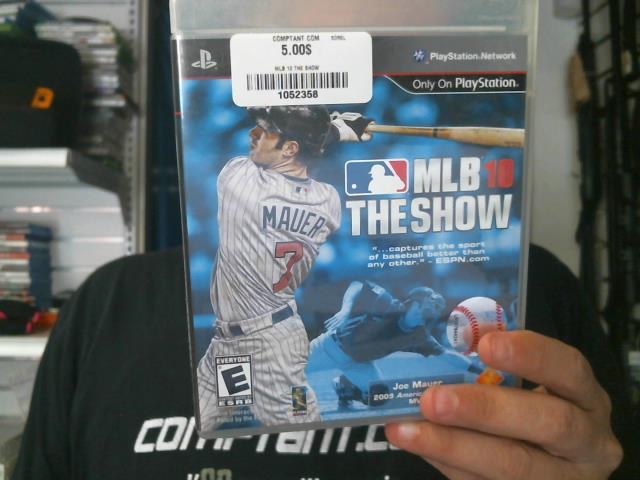 COMPTANT COM SOREL
5.00$
MLB 10 THE SHOW
1052358
PlayStation Network
Only On PlayStation
MLB 10
THE SHOW
"...captures the sport
of baseball better than
any other." - ESPN.com
MAUER
7
EVERYONE
E
ESRB
Joe Mauer
2009 American
COMPTANT.C